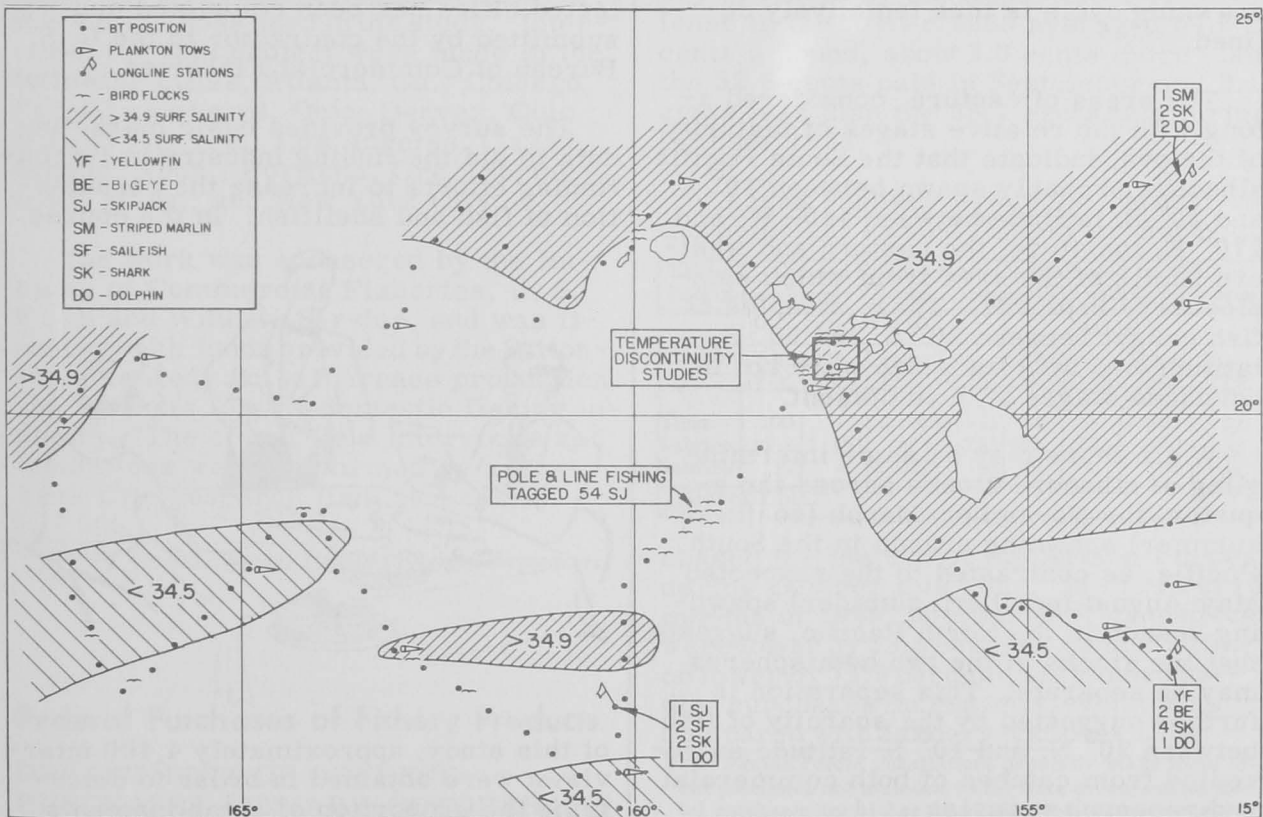 25°
BT POSITION
PLANKTON TOWS
LONGLINE STATIONS
BIRD FLOCKS
>34.9 SURF. SALINITY
<34.5 SURF. SALINITY
YF - YELLOWFIN
BE - BIGEYED
SJ - SKIPJACK
SM - STRIPED MARLIN
SF - SAILFISH
SK - SHARK
DO - DOLPHIN
1 SM
2 SK
2 DO
>34.9
TEMPERATURE
DISCONTINUITY
STUDIES
>34.9
20°
POLE & LINE FISHING
TAGGED 54 SJ
<34.5
>34.9
<34.5
1 SJ
2 SF
2 SK
1 DO
1 YF
2 BE
4 SK
1 DO
<34.5
165°
160°
155°
15°